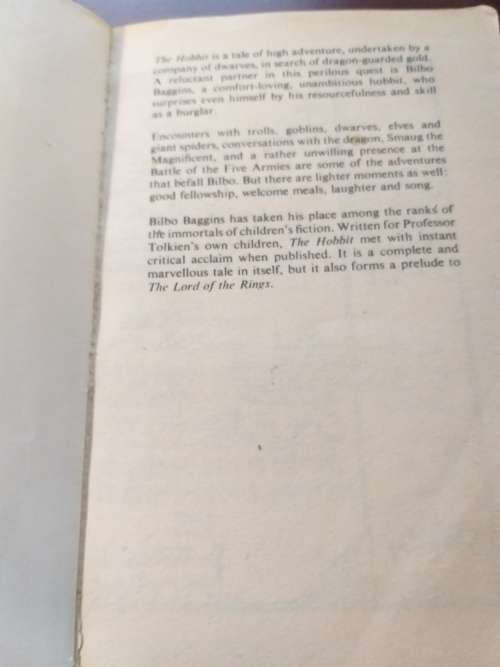 The Hobbit is a tale of high adventure, undertaken by a
company of dwarves, in search of dragon-guarded gold.
A reluctant partner in this perilous quest is Bilbo
Baggins, a comfort-loving, unambitious hobbit, who
surprises even himself by his resourcefulness and skill
as a burglar.
Encounters with trolls, goblins, dwarves, elves and
giant spiders, conversations with the dragon, Smaug the
Magnificent, and a rather unwilling presence at the
Battle of the Five Armies are some of the adventures
that befall Bilbo. But there are lighter moments as well:
good fellowship, welcome meals, laughter and song.
Bilbo Baggins has taken his place among the ranks of
the immortals of children's fiction. Written for Professor
Tolkien's own children, The Hobbit met with instant
critical acclaim when published. It is a complete and
marvellous tale in itself, but it also forms a prelude to
The Lord of the Rings.